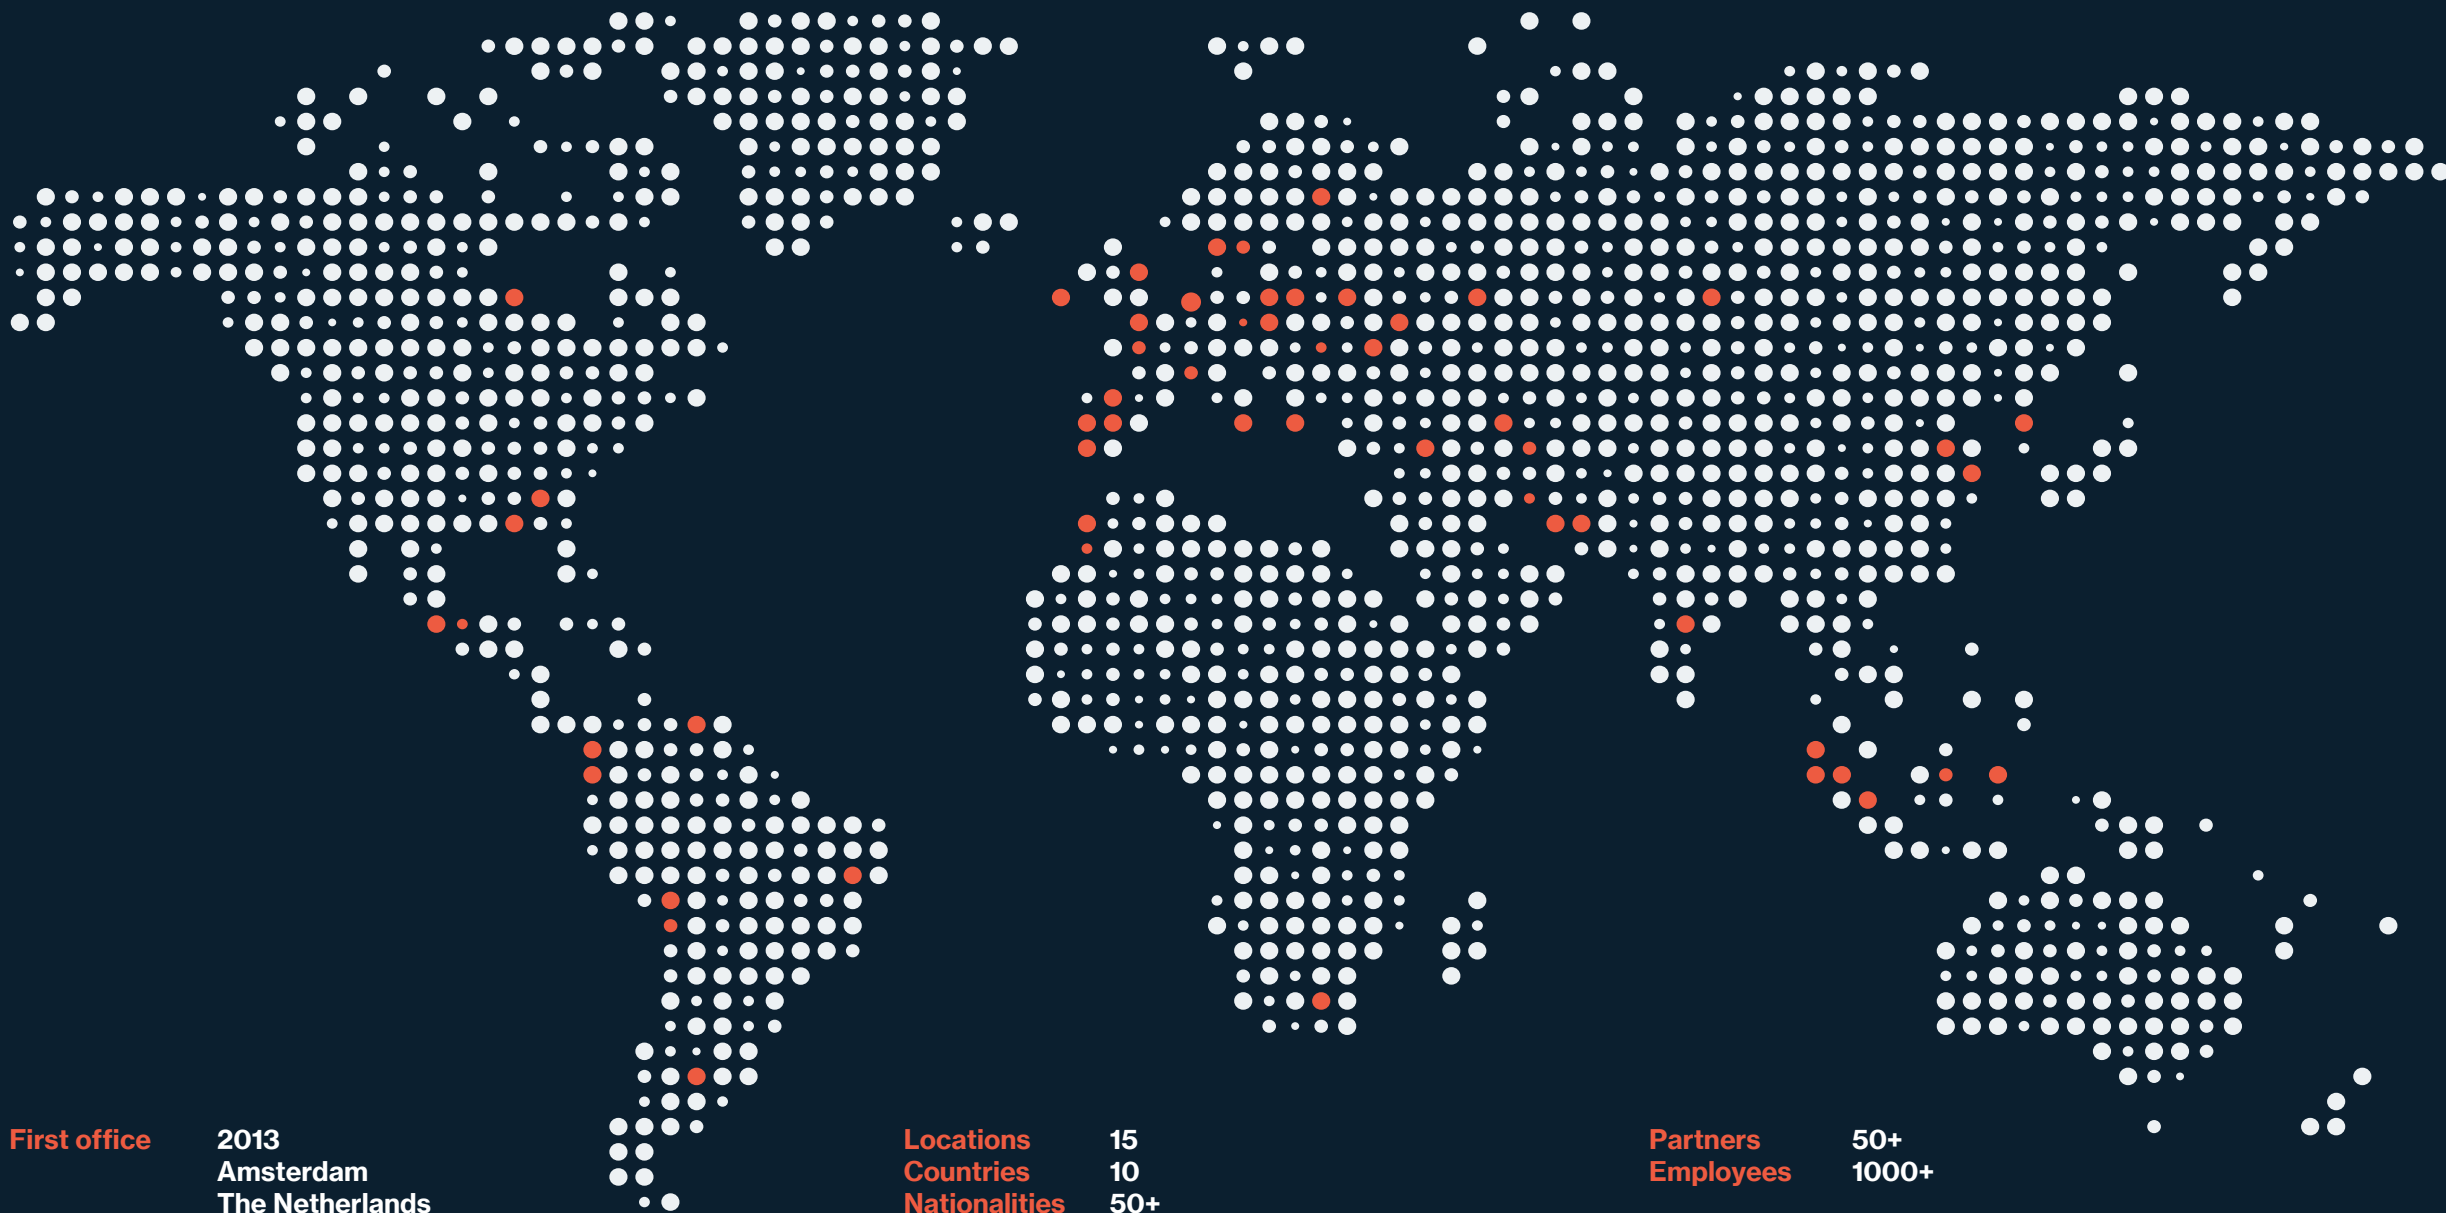 First office 2013
Amsterdam
The Netherlands
Locations 15
Countries 10
Nationalities 50+
Partners 50+
Employees 1000+